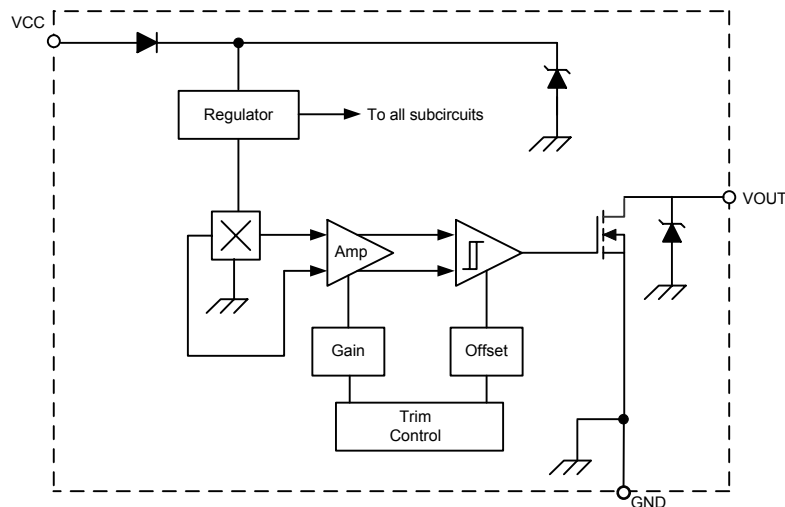 VCC
Regulator
To all subcircuits
VOUT
Amp
Gain
Offset
Trim
Control
GND